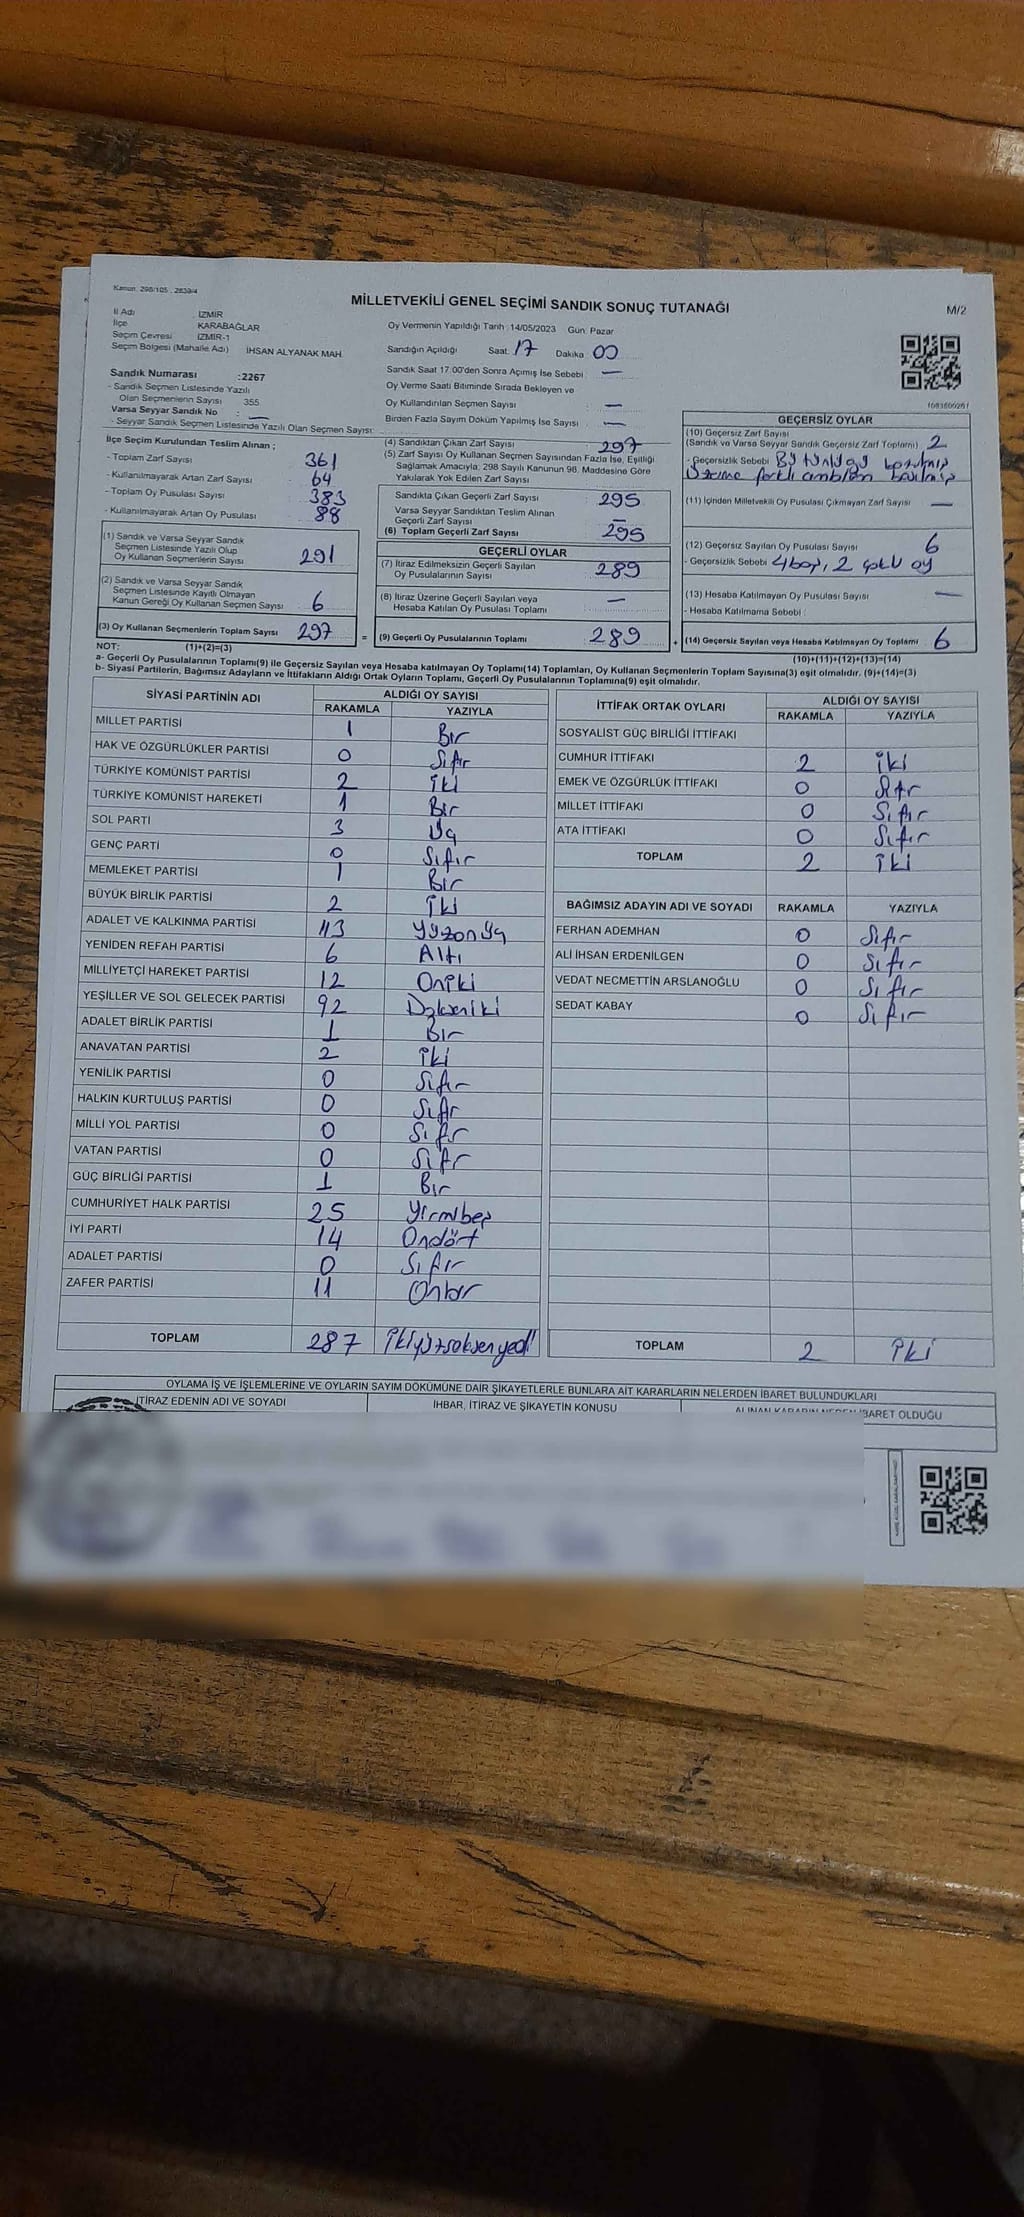 Kanun: 298/105 , 2839/4
MİLLETVEKİLİ GENEL SEÇİMİ SANDIK SONUÇ TUTANAĞI
M/2
İl Adı : İZMİR
İlçe : KARABAĞLAR
Seçim Çevresi : İZMİR-1
Seçim Bölgesi (Mahalle Adı) : İHSAN ALYANAK MAH.
Oy Vermenin Yapıldığı Tarih :14/05/2023 Gün: Pazar
Sandığın Açıldığı Saat: 17 Dakika 00
Sandık Saat 17:00'den Sonra Açılmış İse Sebebi —
Oy Verme Saati Bitiminde Sırada Bekleyen ve
Oy Kullandırılan Seçmen Sayısı —
Birden Fazla Sayım Döküm Yapılmış İse Sayısı —
Sandık Numarası :2267
- Sandık Seçmen Listesinde Yazılı
Olan Seçmenlerin Sayısı 355
Varsa Seyyar Sandık No : —
- Seyyar Sandık Seçmen Listesinde Yazılı Olan Seçmen Sayısı:
İlçe Seçim Kurulundan Teslim Alınan ;
- Toplam Zarf Sayısı 361
- Kullanılmayarak Artan Zarf Sayısı 64
- Toplam Oy Pusulası Sayısı 383
- Kullanılmayarak Artan Oy Pusulası 88
(1) Sandık ve Varsa Seyyar Sandık
Seçmen Listesinde Yazılı Olup
Oy Kullanan Seçmenlerin Sayısı 291
(2) Sandık ve Varsa Seyyar Sandık
Seçmen Listesinde Kayıtlı Olmayan
Kanun Gereği Oy Kullanan Seçmen Sayısı 6
(3) Oy Kullanan Seçmenlerin Toplam Sayısı 297
(1)+(2)=(3)
(4) Sandıktan Çıkan Zarf Sayısı 297
(5) Zarf Sayısı Oy Kullanan Seçmen Sayısından Fazla İse, Eşitliği
Sağlamak Amacıyla, 298 Sayılı Kanunun 98. Maddesine Göre
Yakılarak Yok Edilen Zarf Sayısı
Sandıkta Çıkan Geçerli Zarf Sayısı 295
Varsa Seyyar Sandıktan Teslim Alınan
Geçerli Zarf Sayısı —
(6) Toplam Geçerli Zarf Sayısı 295
GEÇERLİ OYLAR
(7) İtiraz Edilmeksizin Geçerli Sayılan
Oy Pusulalarının Sayısı 289
(8) İtiraz Üzerine Geçerli Sayılan veya
Hesaba Katılan Oy Pusulası Toplamı —
= (9) Geçerli Oy Pusulalarının Toplamı 289
GEÇERSİZ OYLAR
(10) Geçersiz Zarf Sayısı
(Sandık ve Varsa Seyyar Sandık Geçersiz Zarf Toplamı) 2
- Geçersizlik Sebebi
Üzerine farklı amblem
(11) İçinden Milletvekili Oy Pusulası Çıkmayan Zarf Sayısı —
(12) Geçersiz Sayılan Oy Pusulası Sayısı 6
- Geçersizlik Sebebi 4 boş, 2 çoklu oy
(13) Hesaba Katılmayan Oy Pusulası Sayısı —
- Hesaba Katılmama Sebebi :
+ (14) Geçersiz Sayılan veya Hesaba Katılmayan Oy Toplamı 6
(10)+(11)+(12)+(13)=(14)
NOT:
a- Geçerli Oy Pusulalarının Toplamı(9) ile Geçersiz Sayılan veya Hesaba katılmayan Oy Toplamı(14) Toplamları, Oy Kullanan Seçmenlerin Toplam Sayısına(3) eşit olmalıdır. (9)+(14)=(3)
b- Siyasi Partilerin, Bağımsız Adayların ve İttifakların Aldığı Ortak Oyların Toplamı, Geçerli Oy Pusulalarının Toplamına(9) eşit olmalıdır.
SİYASİ PARTİNİN ADI ALDIĞI OY SAYISI
RAKAMLA YAZIYLA
MİLLET PARTİSİ 1 Bir
HAK VE ÖZGÜRLÜKLER PARTİSİ 0 Sıfır
TÜRKİYE KOMÜNİST PARTİSİ 2 İki
TÜRKİYE KOMÜNİST HAREKETİ 1 Bir
SOL PARTİ 3 Üç
GENÇ PARTİ 0 Sıfır
MEMLEKET PARTİSİ 1 Bir
BÜYÜK BİRLİK PARTİSİ 2 İki
ADALET VE KALKINMA PARTİSİ 113 Yüzonüç
YENİDEN REFAH PARTİSİ 6 Altı
MİLLİYETÇİ HAREKET PARTİSİ 12 Oniki
YEŞİLLER VE SOL GELECEK PARTİSİ 92 Doksaniki
ADALET BİRLİK PARTİSİ 1 Bir
ANAVATAN PARTİSİ 2 İki
YENİLİK PARTİSİ 0 Sıfır
HALKIN KURTULUŞ PARTİSİ 0 Sıfır
MİLLİ YOL PARTİSİ 0 Sıfır
VATAN PARTİSİ 0 Sıfır
GÜÇ BİRLİĞİ PARTİSİ 1 Bir
CUMHURİYET HALK PARTİSİ 25 Yirmibeş
İYİ PARTİ 14 Ondört
ADALET PARTİSİ 0 Sıfır
ZAFER PARTİSİ 11 Onbir
TOPLAM 287 İkiyüzseksenyedi
İTTİFAK ORTAK OYLARI ALDIĞI OY SAYISI
RAKAMLA YAZIYLA
SOSYALİST GÜÇ BİRLİĞİ İTTİFAKI
CUMHUR İTTİFAKI 2 İki
EMEK VE ÖZGÜRLÜK İTTİFAKI 0 Sıfır
MİLLET İTTİFAKI 0 Sıfır
ATA İTTİFAKI 0 Sıfır
TOPLAM 2 İki
BAĞIMSIZ ADAYIN ADI VE SOYADI RAKAMLA YAZIYLA
FERHAN ADEMHAN 0 Sıfır
ALİ İHSAN ERDENİLGEN 0 Sıfır
VEDAT NECMETTİN ARSLANOĞLU 0 Sıfır
SEDAT KABAY 0 Sıfır
TOPLAM 2 İki
OYLAMA İŞ VE İŞLEMLERİNE VE OYLARIN SAYIM DÖKÜMÜNE DAİR ŞİKAYETLERLE BUNLARA AİT KARARLARIN NELERDEN İBARET BULUNDUKLARI
İTİRAZ EDENİN ADI VE SOYADI İHBAR, İTİRAZ VE ŞİKAYETİN KONUSU ALINAN KARARIN NEDEN İBARET OLDUĞU